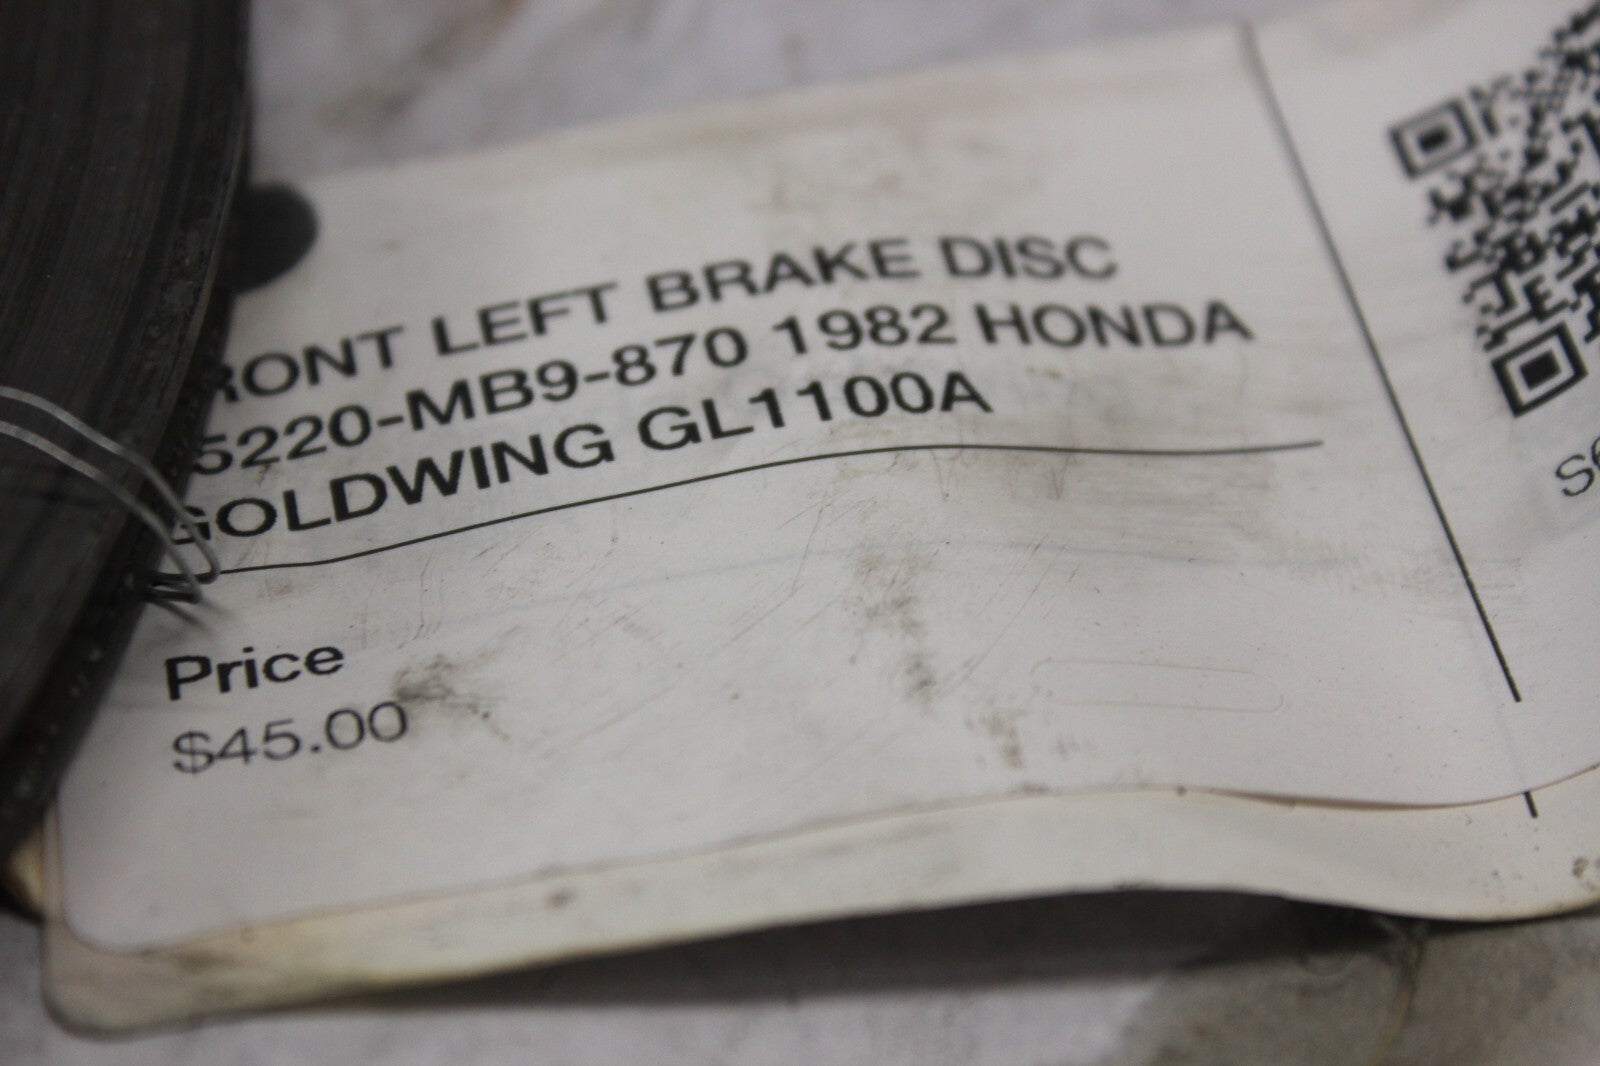 RONT LEFT BRAKE DISC
5220-MB9-870 1982 HONDA
GOLDWING GL1100A
Price
$45.00